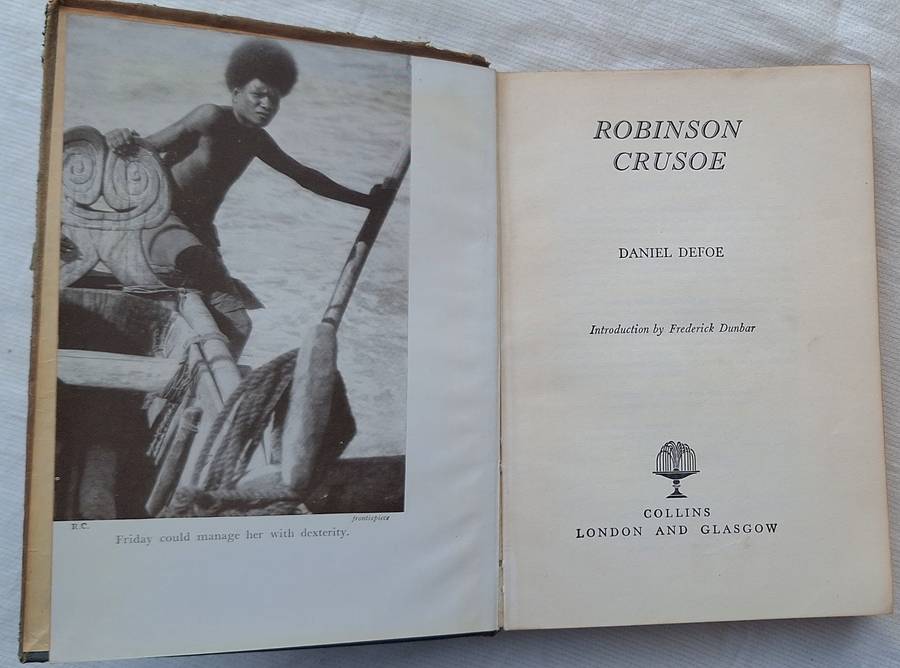 R.C.
frontispiece
Friday could manage her with dexterity.
ROBINSON
CRUSOE
DANIEL DEFOE
Introduction by Frederick Dunbar
COLLINS
LONDON AND GLASGOW